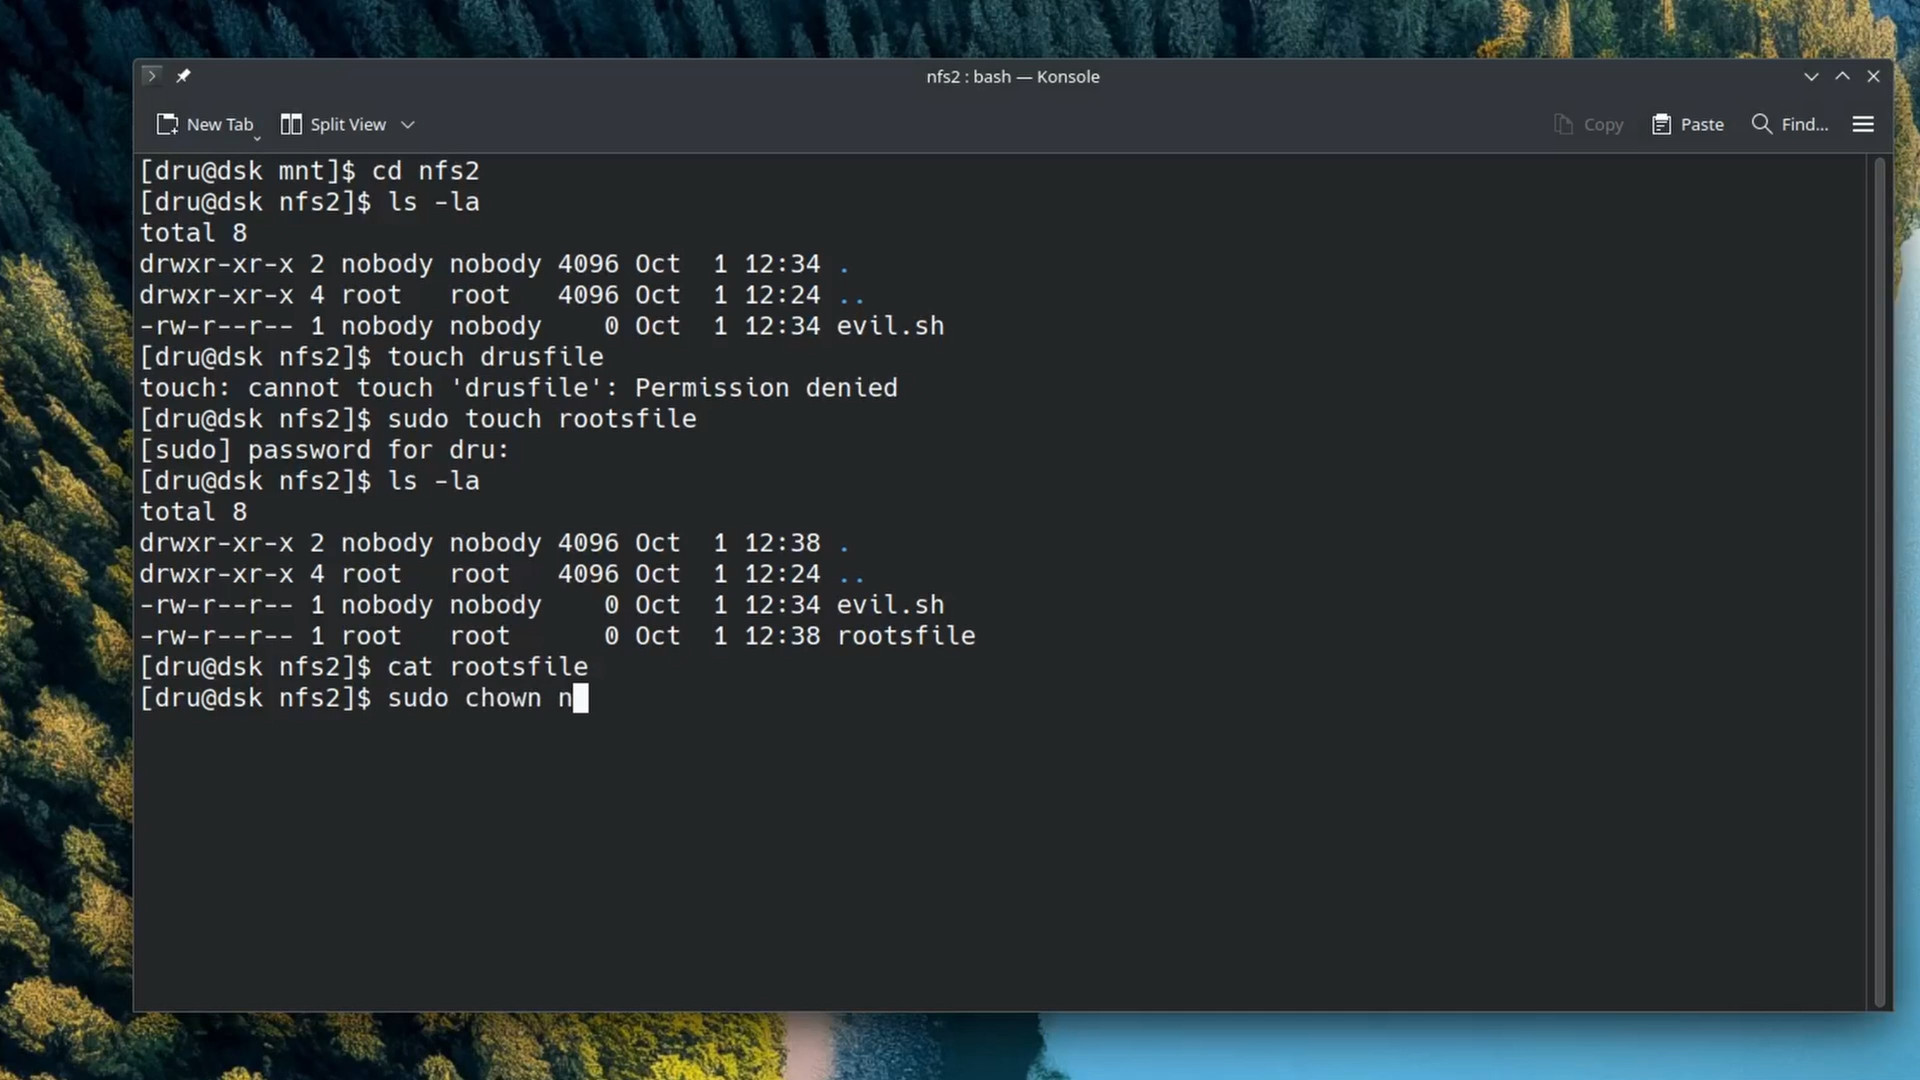 nfs2 : bash — Konsole
New Tab Split View Copy Paste Find...
[dru@dsk mnt]$ cd nfs2
[dru@dsk nfs2]$ ls -la
total 8
drwxr-xr-x 2 nobody nobody 4096 Oct  1 12:34 .
drwxr-xr-x 4 root   root   4096 Oct  1 12:24 ..
-rw-r--r-- 1 nobody nobody    0 Oct  1 12:34 evil.sh
[dru@dsk nfs2]$ touch drusfile
touch: cannot touch 'drusfile': Permission denied
[dru@dsk nfs2]$ sudo touch rootsfile
[sudo] password for dru:
[dru@dsk nfs2]$ ls -la
total 8
drwxr-xr-x 2 nobody nobody 4096 Oct  1 12:38 .
drwxr-xr-x 4 root   root   4096 Oct  1 12:24 ..
-rw-r--r-- 1 nobody nobody    0 Oct  1 12:34 evil.sh
-rw-r--r-- 1 root   root      0 Oct  1 12:38 rootsfile
[dru@dsk nfs2]$ cat rootsfile
[dru@dsk nfs2]$ sudo chown n